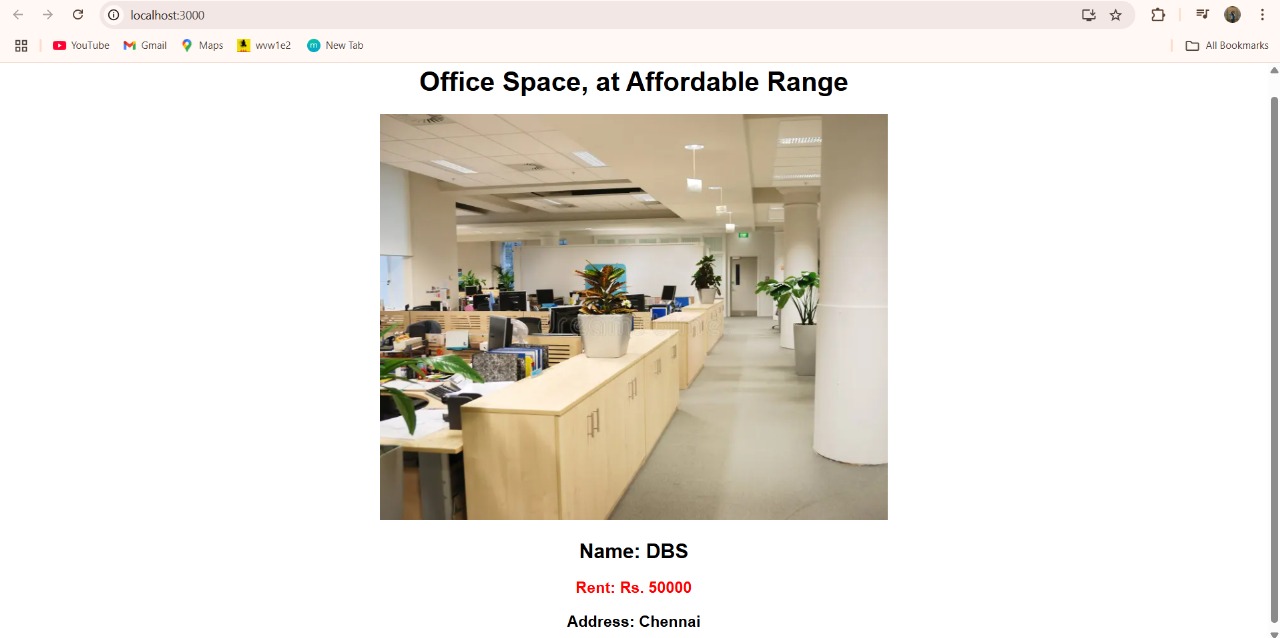 localhost:3000
YouTube Gmail Maps wvw1e2 New Tab All Bookmarks
Office Space, at Affordable Range
Name: DBS
Rent: Rs. 50000
Address: Chennai